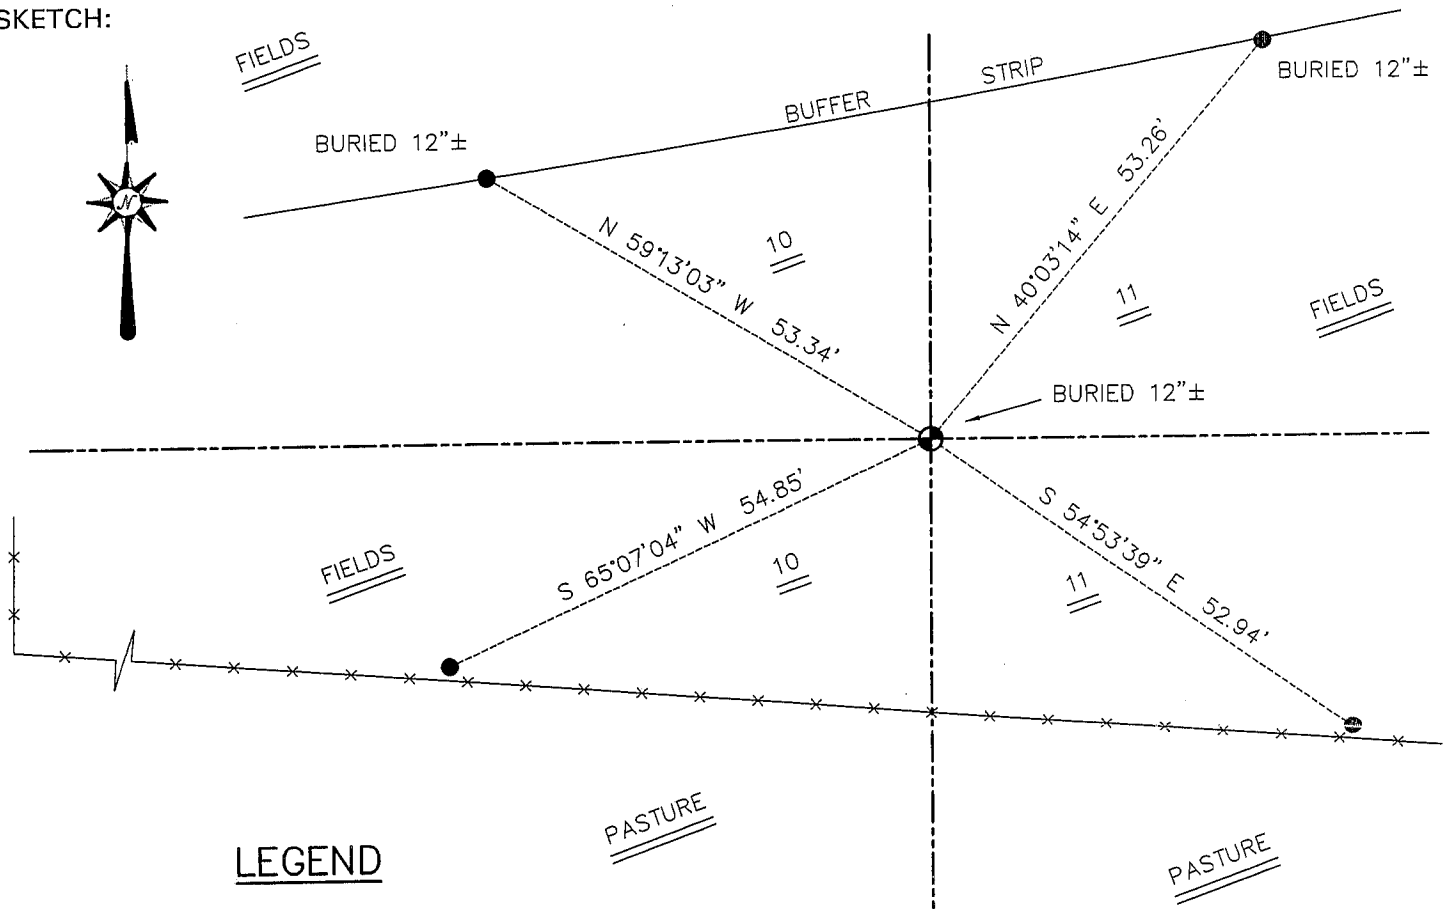 SKETCH:
FIELDS
BUFFER STRIP
BURIED 12"±
BURIED 12"±
N
N 59°13'03" W 53.34'
10
N 40°03'14" E 53.26'
11
FIELDS
BURIED 12"±
FIELDS
S 65°07'04" W 54.85'
10
11
S 54°53'39" E 52.94'
PASTURE
PASTURE
LEGEND